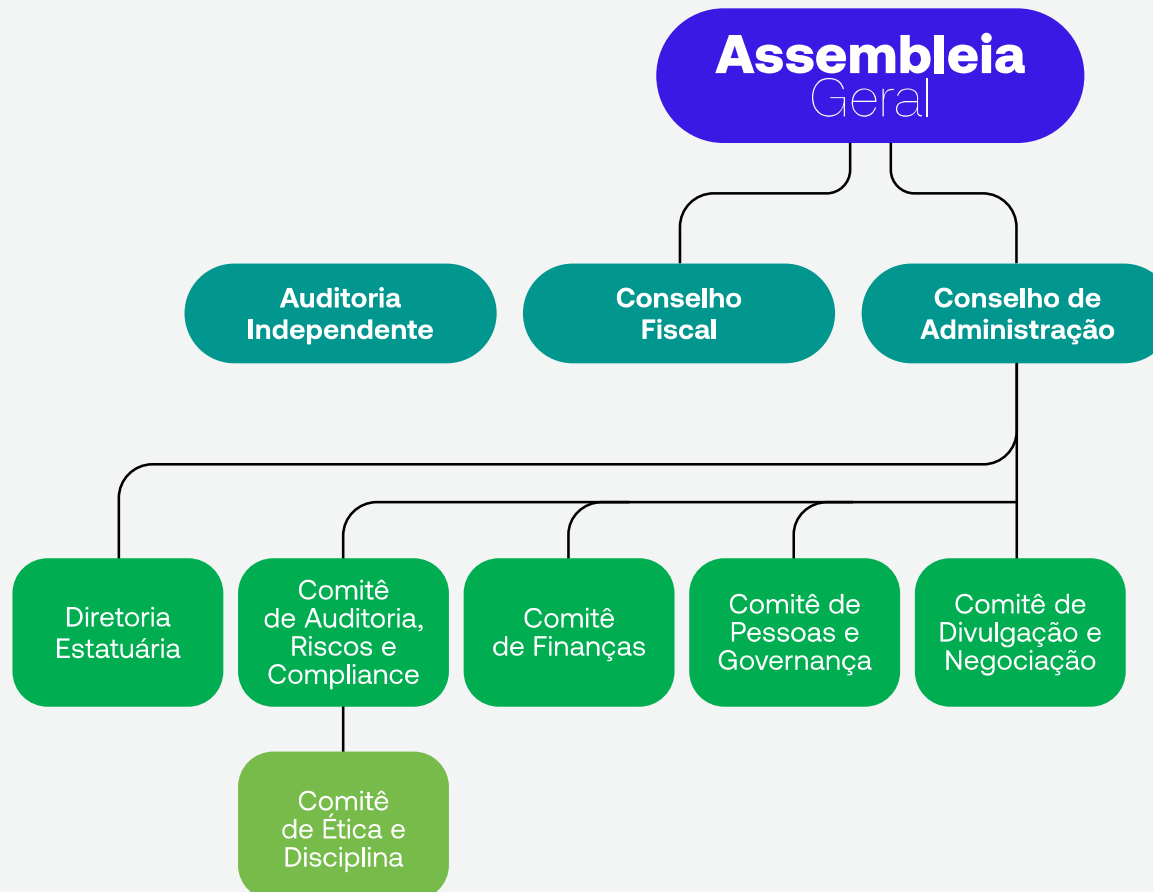 Assembleia
Geral
Auditoria
Independente
Conselho
Fiscal
Conselho de
Administração
Diretoria
Estatuária
Comitê
de Auditoria,
Riscos e
Compliance
Comitê
de Finanças
Comitê de
Pessoas e
Governança
Comitê de
Divulgação e
Negociação
Comitê
de Ética e
Disciplina